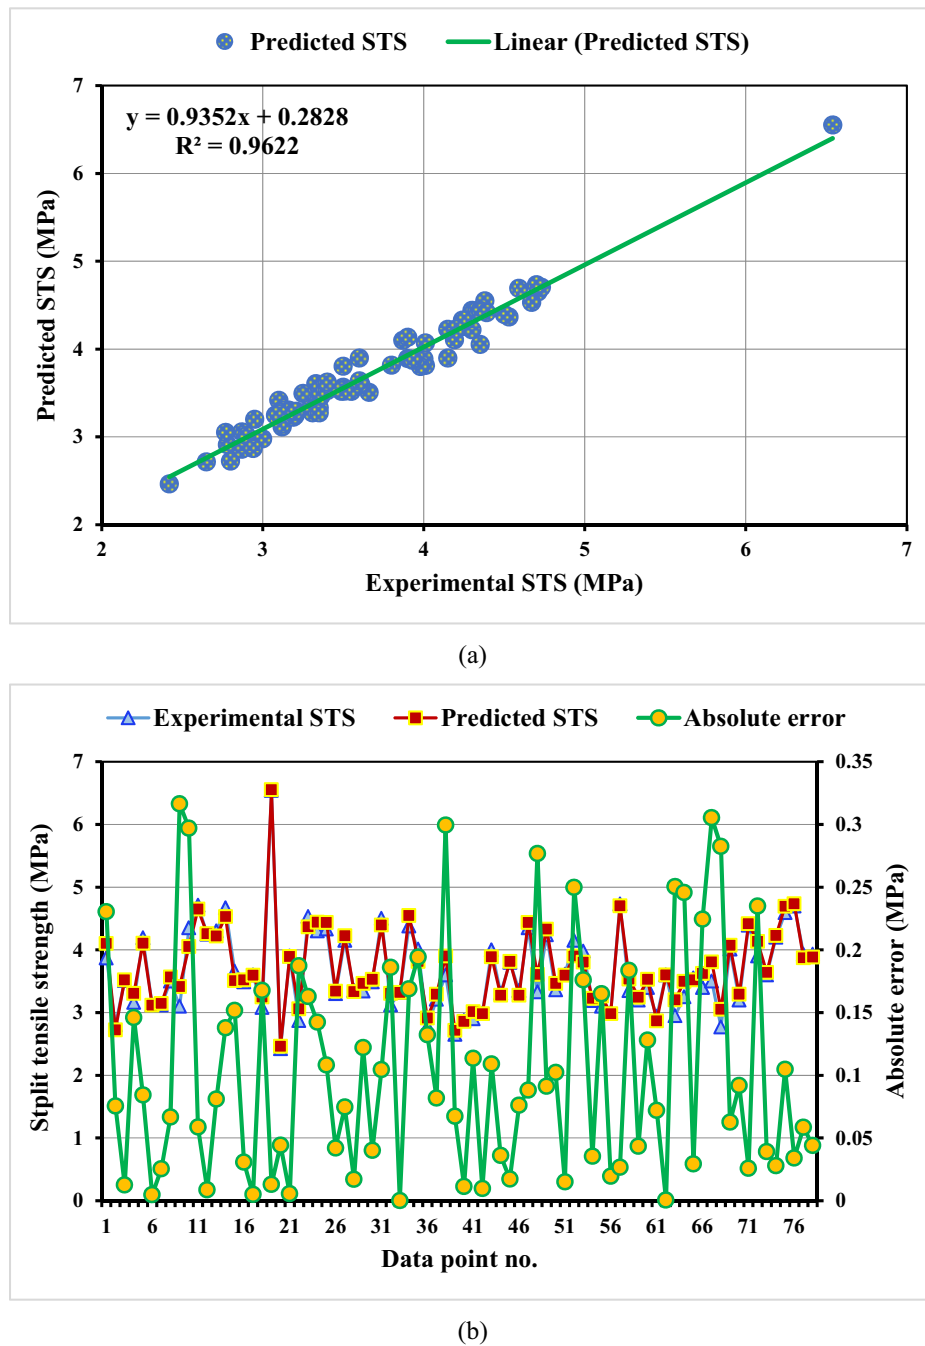 Predicted STS Linear (Predicted STS)
7
y = 0.9352x + 0.2828
R² = 0.9622
6
5
4
3
2
Predicted STS (MPa)
2 3 4 5 6 7
Experimental STS (MPa)
(a)
Experimental STS Predicted STS Absolute error
7 0.35
6 0.3
5 0.25
4 0.2
3 0.15
2 0.1
1 0.05
0 0
Stplit tensile strength (MPa)
Absolute error (MPa)
1 6 11 16 21 26 31 36 41 46 51 56 61 66 71 76
Data point no.
(b)